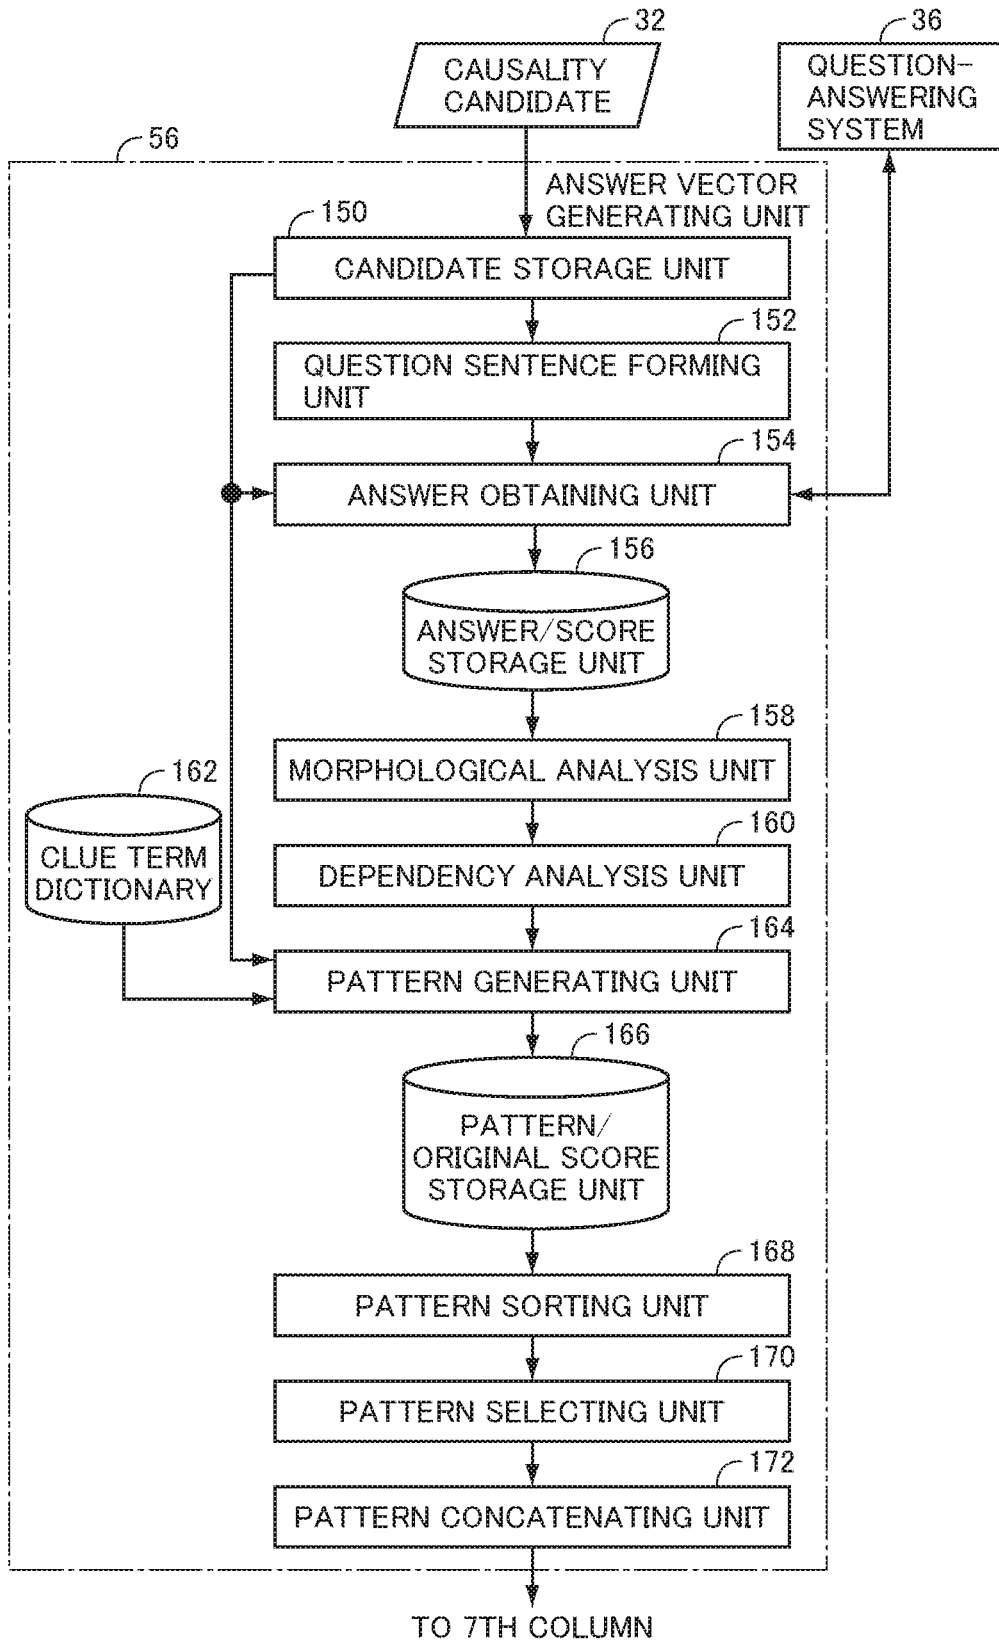 32
CAUSALITY
CANDIDATE
36
QUESTION-
ANSWERING
SYSTEM
56
ANSWER VECTOR
GENERATING UNIT
150
CANDIDATE STORAGE UNIT
152
QUESTION SENTENCE FORMING
UNIT
154
ANSWER OBTAINING UNIT
156
ANSWER/SCORE
STORAGE UNIT
158
MORPHOLOGICAL ANALYSIS UNIT
162
CLUE TERM
DICTIONARY
160
DEPENDENCY ANALYSIS UNIT
164
PATTERN GENERATING UNIT
166
PATTERN/
ORIGINAL SCORE
STORAGE UNIT
168
PATTERN SORTING UNIT
170
PATTERN SELECTING UNIT
172
PATTERN CONCATENATING UNIT
TO 7TH COLUMN